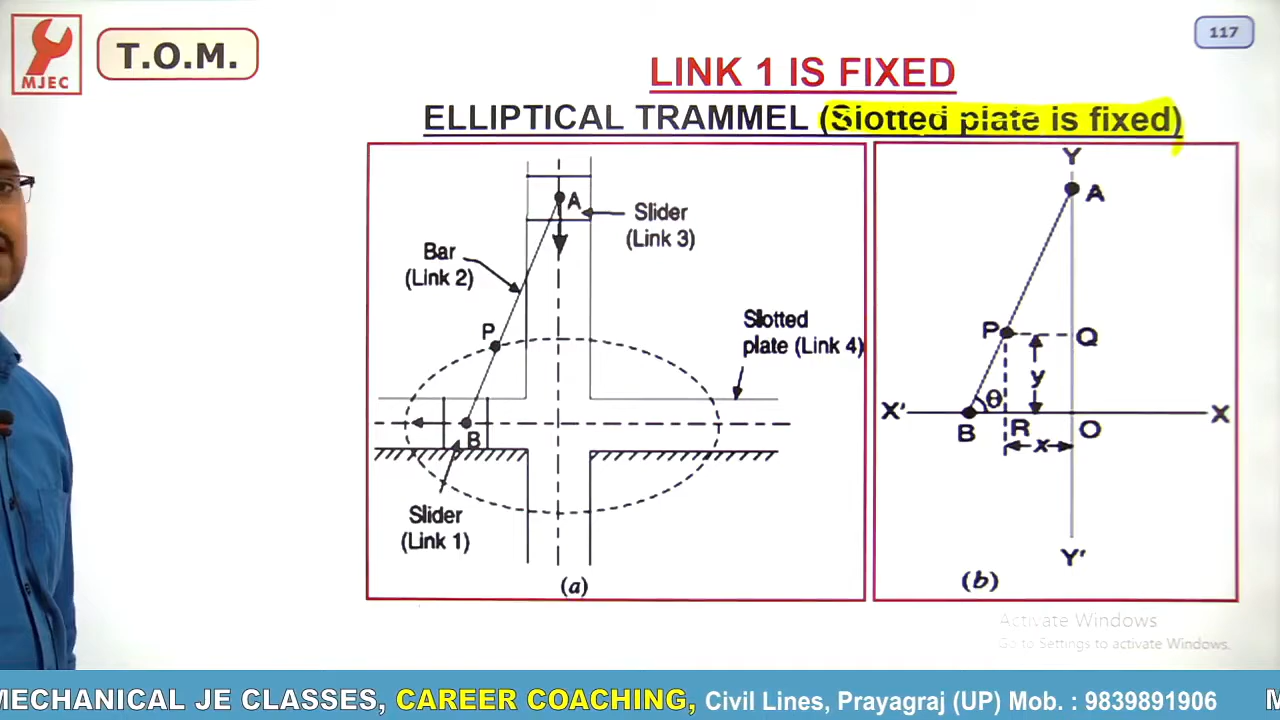 MJEC
T.O.M.
117
LINK 1 IS FIXED
ELLIPTICAL TRAMMEL (Slotted plate is fixed)
A
Slider
(Link 3)
Bar
(Link 2)
P
Slotted
plate (Link 4)
B
Slider
(Link 1)
(a)
Y
A
P
Q
y
θ
X'
X
B
R
O
x
Y'
(b)
Activate Windows
Go to Settings to activate Windows.
MECHANICAL JE CLASSES, CAREER COACHING, Civil Lines, Prayagraj (UP) Mob. : 9839891906
M